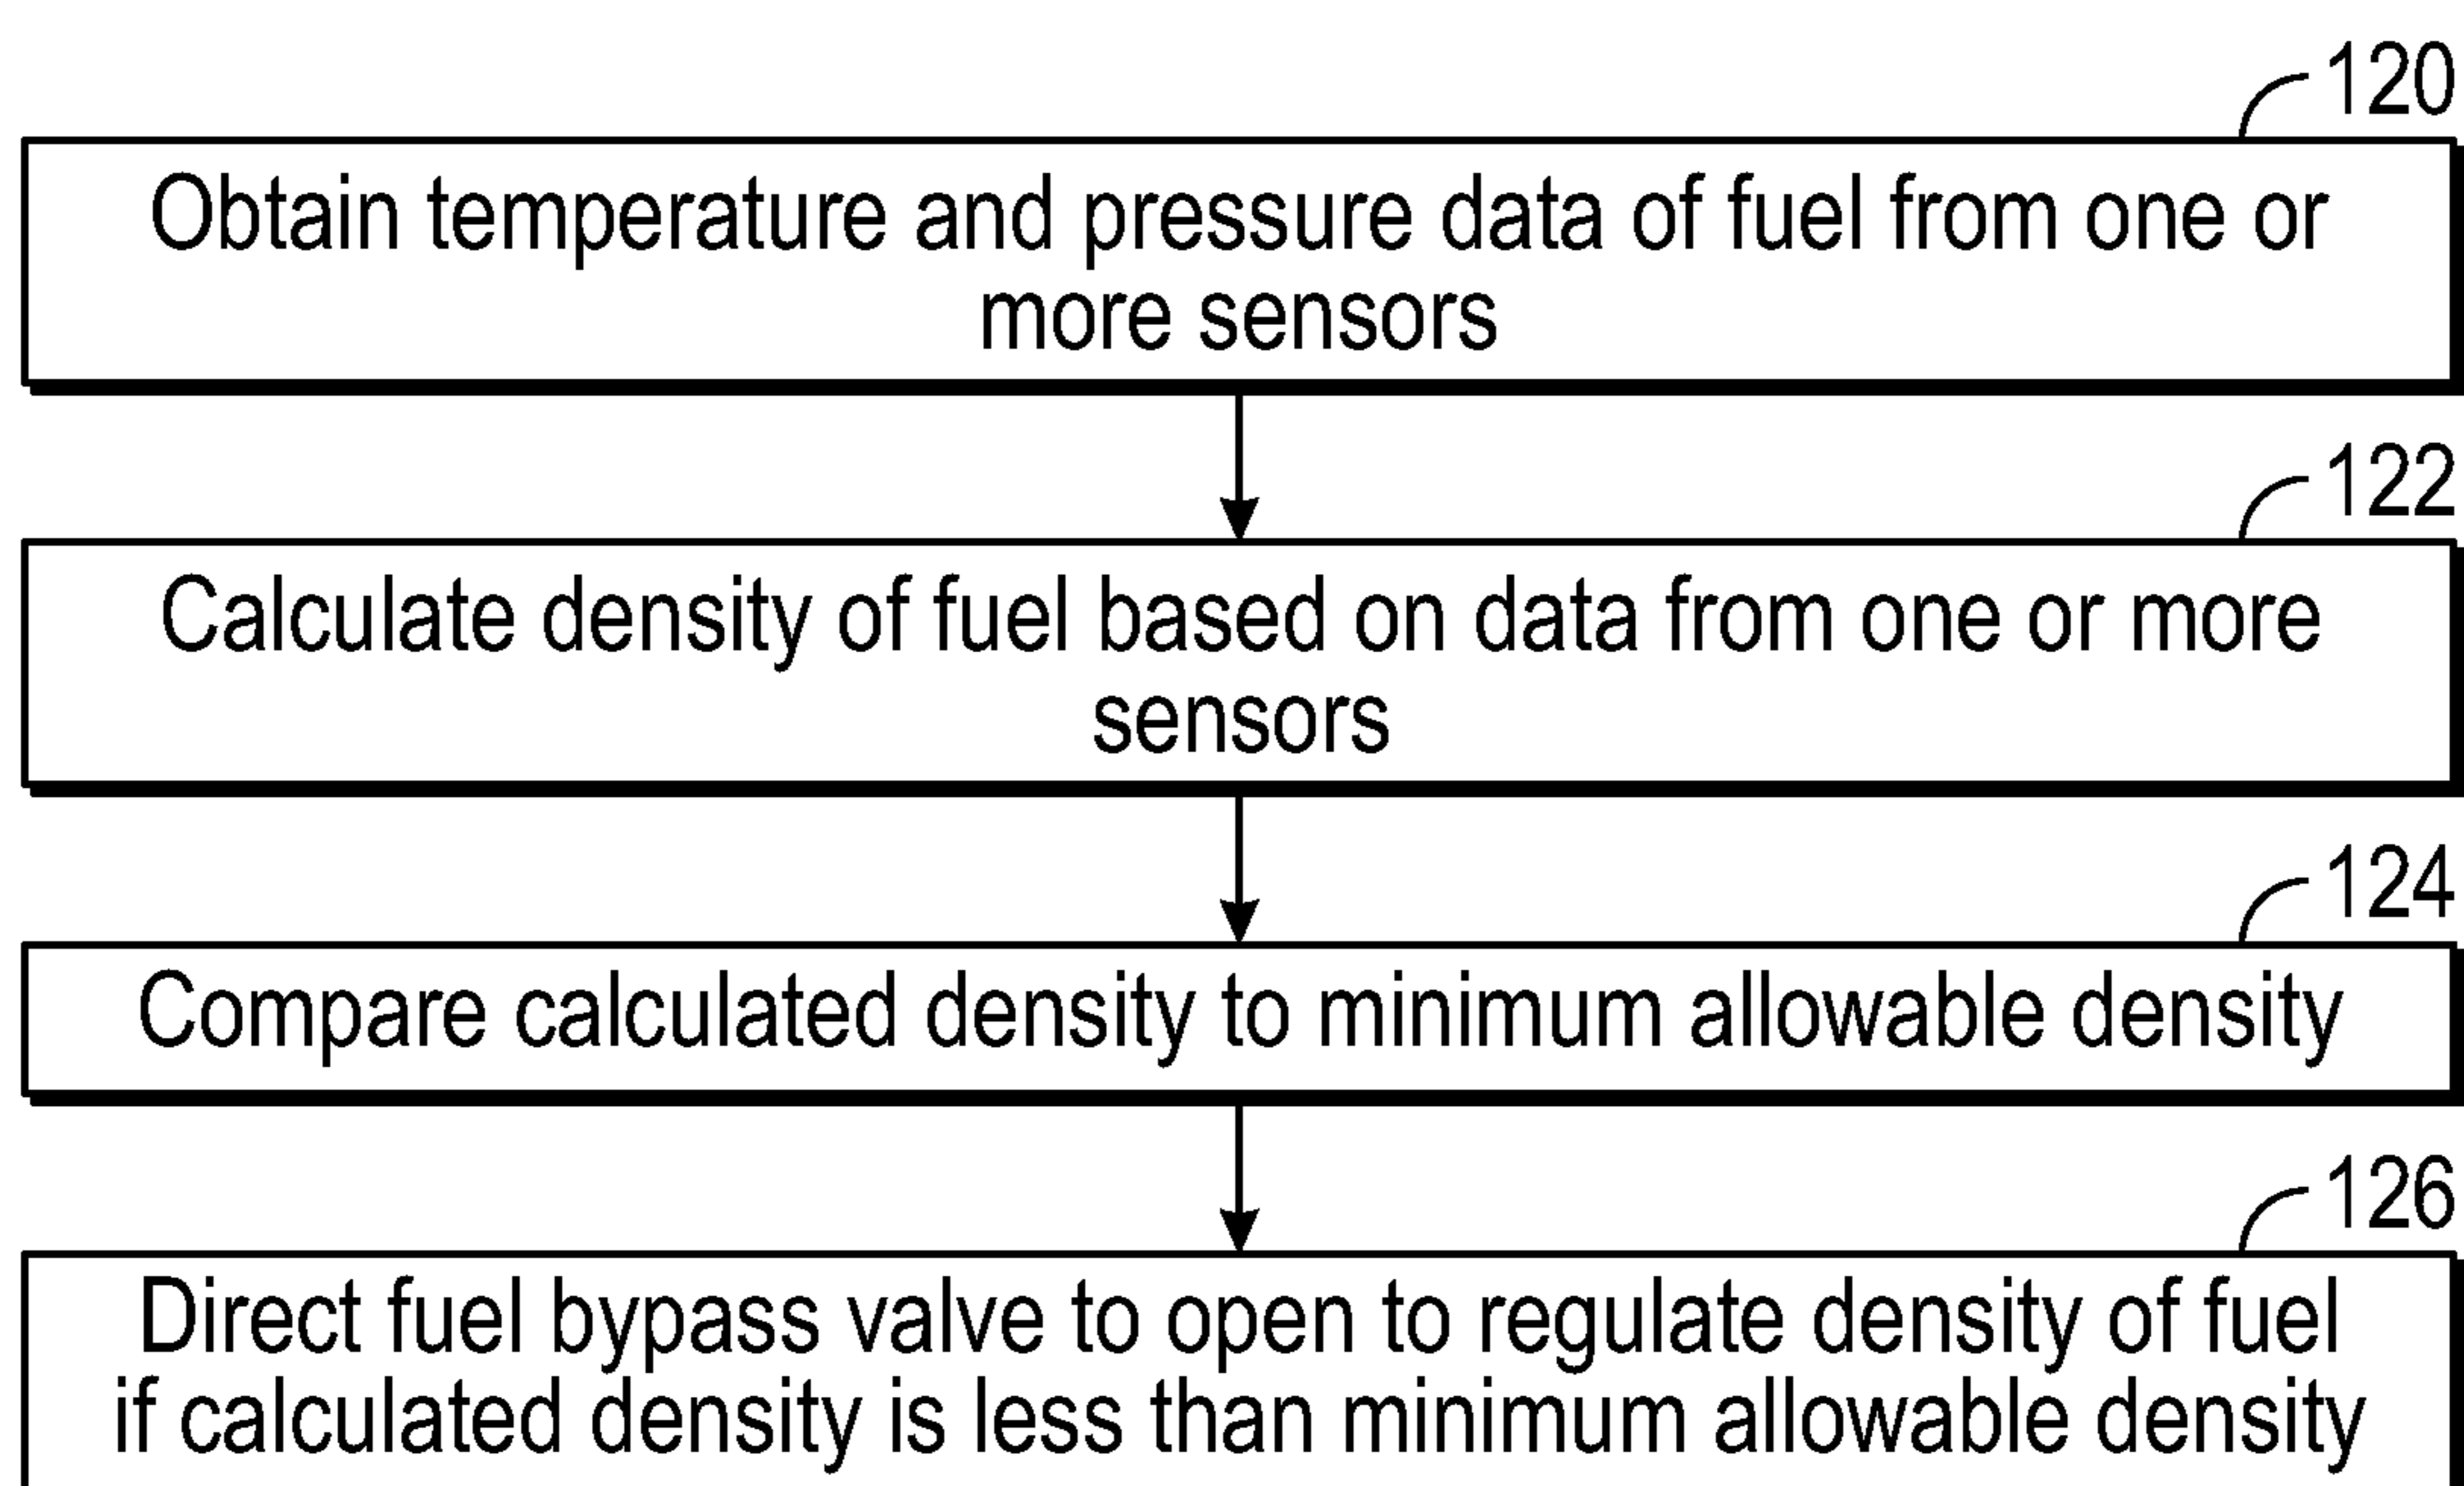 120
Obtain temperature and pressure data of fuel from one or
more sensors
122
Calculate density of fuel based on data from one or more
sensors
124
Compare calculated density to minimum allowable density
126
Direct fuel bypass valve to open to regulate density of fuel
if calculated density is less than minimum allowable density